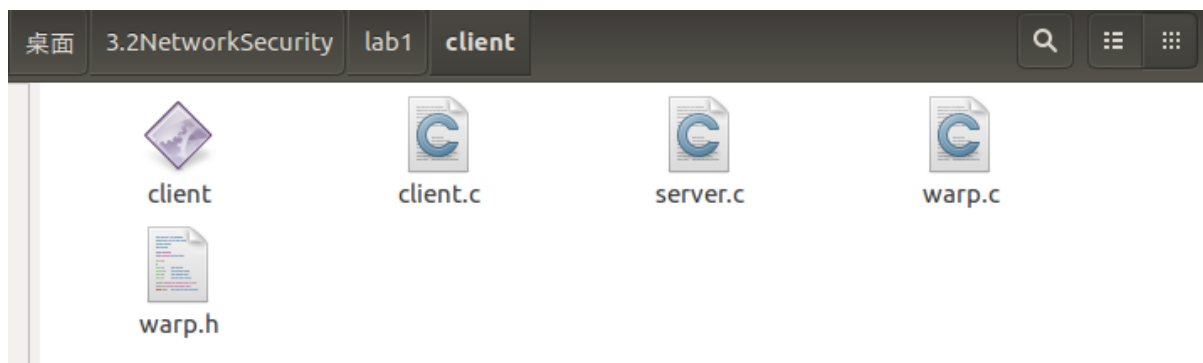 桌面 3.2NetworkSecurity lab1 client
client client.c server.c warp.c
warp.h